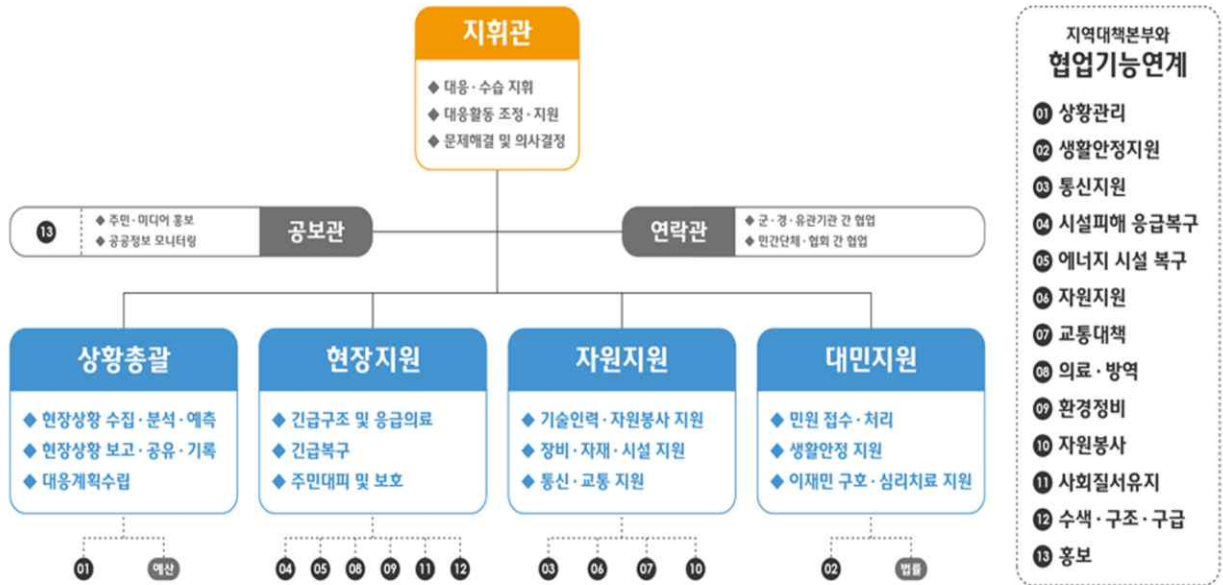 지휘관
◆ 대응·수습 지휘
◆ 대응활동 조정·지원
◆ 문제해결 및 의사결정
13
◆ 주민·미디어 홍보
◆ 공공정보 모니터링
공보관
연락관
◆ 군·경·유관기관 간 협업
◆ 민간단체·협회 간 협업
상황총괄
◆ 현장상황 수집·분석·예측
◆ 현장상황 보고·공유·기록
◆ 대응계획수립
01 예산
현장지원
◆ 긴급구조 및 응급의료
◆ 긴급복구
◆ 주민대피 및 보호
04 05 08 09 11 12
자원지원
◆ 기술인력·자원봉사 지원
◆ 장비·자재·시설 지원
◆ 통신·교통 지원
03 06 07 10
대민지원
◆ 민원 접수·처리
◆ 생활안정 지원
◆ 이재민 구호·심리치료 지원
02 법률
지역대책본부와
협업기능연계
01 상황관리
02 생활안정지원
03 통신지원
04 시설피해 응급복구
05 에너지 시설 복구
06 자원지원
07 교통대책
08 의료·방역
09 환경정비
10 자원봉사
11 사회질서유지
12 수색·구조·구급
13 홍보